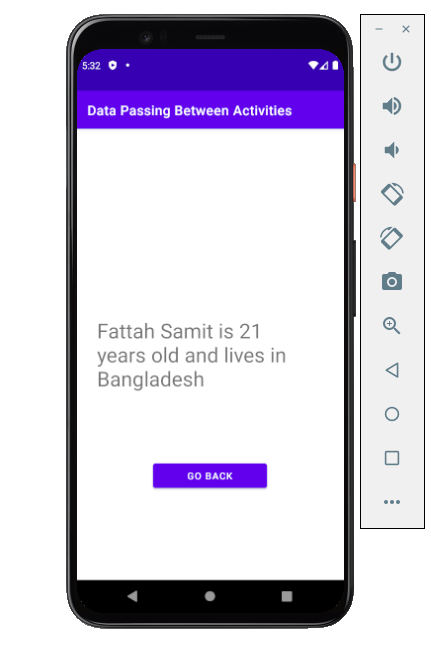 5:32
Data Passing Between Activities
Fattah Samit is 21
years old and lives in
Bangladesh
GO BACK